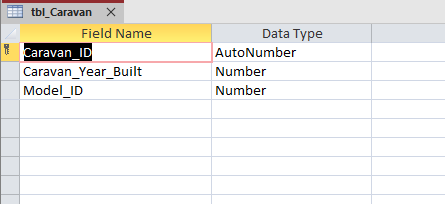 tbl_Caravan
Field Name Data Type
Caravan_ID AutoNumber
Caravan_Year_Built Number
Model_ID Number